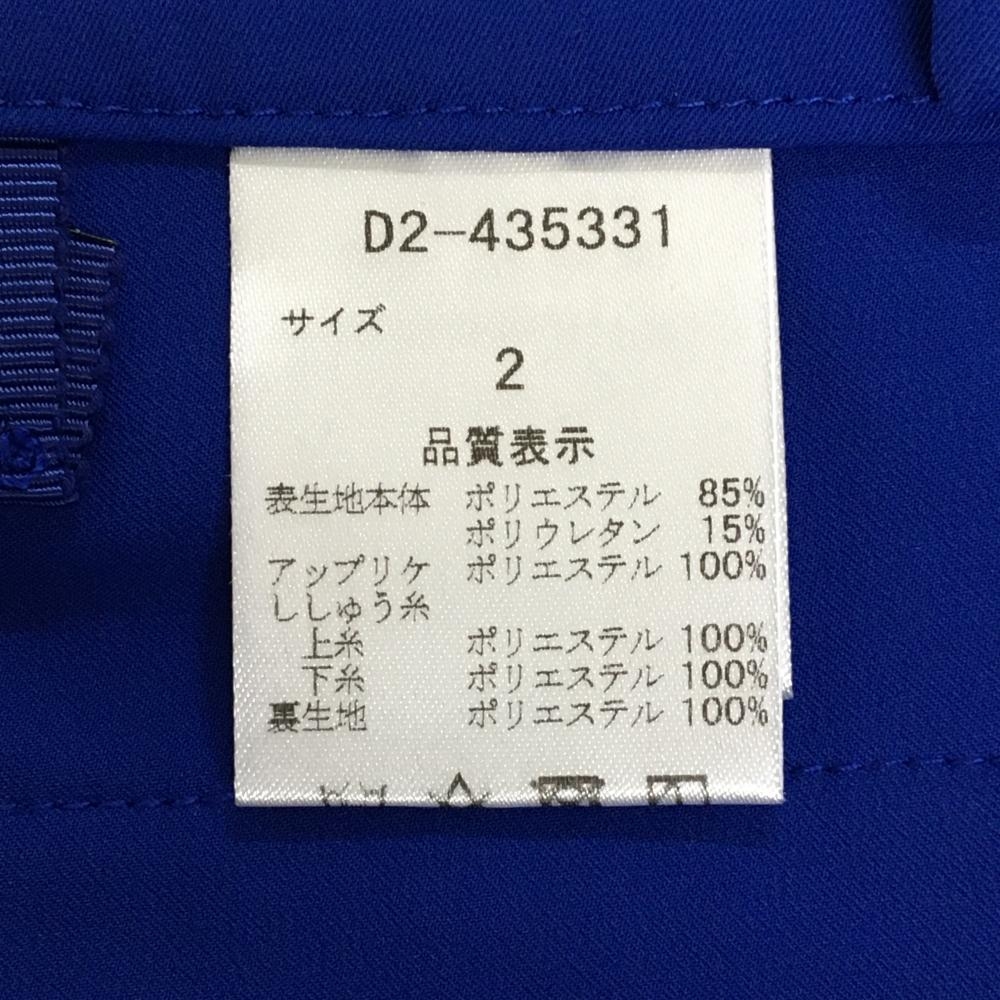 D2-435331
サイズ
2
品質表示
表生地本体 ポリエステル 85%
ポリウレタン 15%
アップリケ ポリエステル 100%
ししゅう糸
上糸 ポリエステル 100%
下糸 ポリエステル 100%
裏生地 ポリエステル 100%